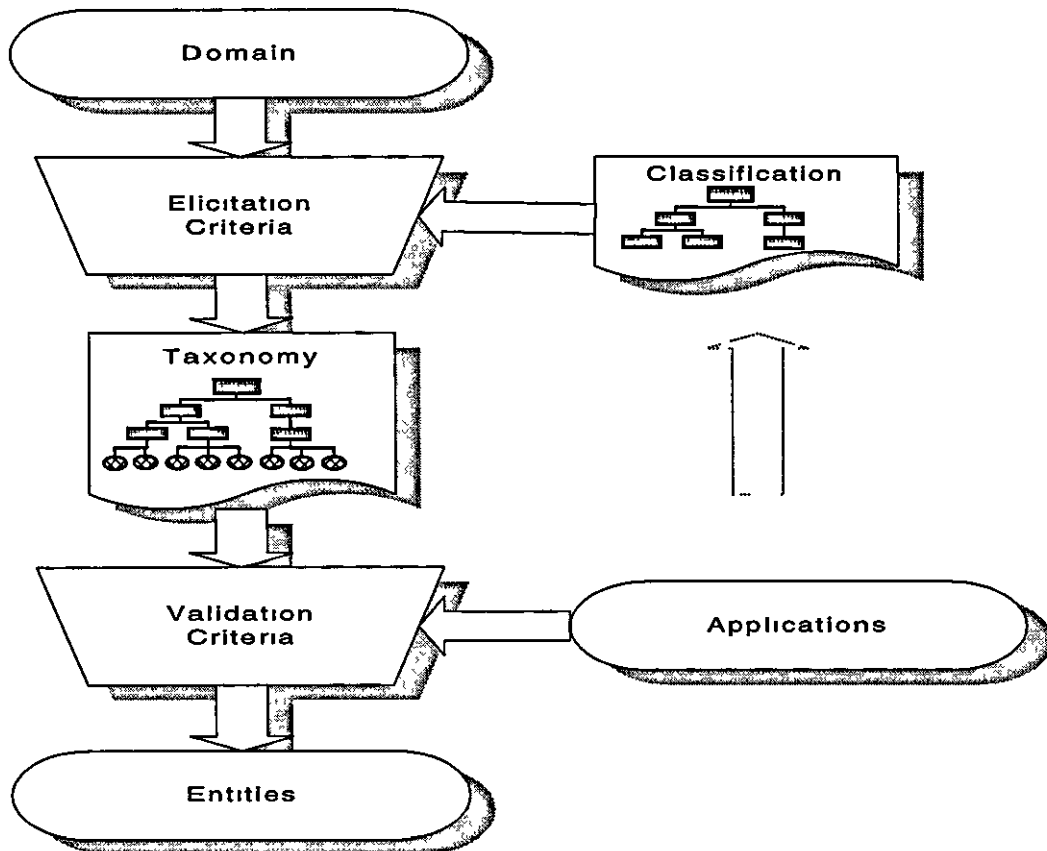 Domain
Elicitation
Criteria
Classification
Taxonomy
Validation
Criteria
Applications
Entities